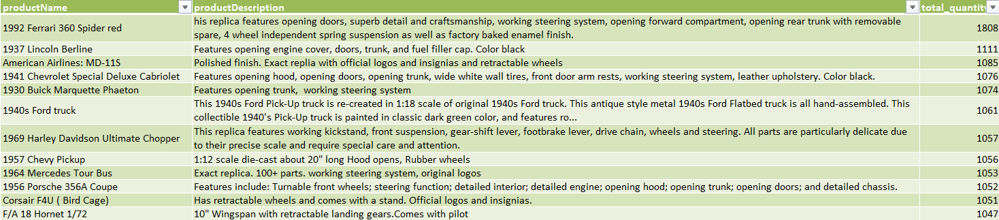 productName productDescription total_quantity
1992 Ferrari 360 Spider red his replica features opening doors, superb detail and craftsmanship, working steering system, opening forward compartment, opening rear trunk with removable
spare, 4 wheel independent spring suspension as well as factory baked enamel finish. 1808
1937 Lincoln Berline Features opening engine cover, doors, trunk, and fuel filler cap. Color black 1111
American Airlines: MD-11S Polished finish. Exact replia with official logos and insignias and retractable wheels 1085
1941 Chevrolet Special Deluxe Cabriolet Features opening hood, opening doors, opening trunk, wide white wall tires, front door arm rests, working steering system, leather upholstery. Color black. 1076
1930 Buick Marquette Phaeton Features opening trunk,  working steering system 1074
1940s Ford truck This 1940s Ford Pick-Up truck is re-created in 1:18 scale of original 1940s Ford truck. This antique style metal 1940s Ford Flatbed truck is all hand-assembled. This
collectible 1940's Pick-Up truck is painted in classic dark green color, and features ro... 1061
1969 Harley Davidson Ultimate Chopper This replica features working kickstand, front suspension, gear-shift lever, footbrake lever, drive chain, wheels and steering. All parts are particularly delicate due
to their precise scale and require special care and attention. 1057
1957 Chevy Pickup 1:12 scale die-cast about 20" long Hood opens, Rubber wheels 1056
1964 Mercedes Tour Bus Exact replica. 100+ parts. working steering system, original logos 1053
1956 Porsche 356A Coupe Features include: Turnable front wheels; steering function; detailed interior; detailed engine; opening hood; opening trunk; opening doors; and detailed chassis. 1052
Corsair F4U ( Bird Cage) Has retractable wheels and comes with a stand. Official logos and insignias. 1051
F/A 18 Hornet 1/72 10" Wingspan with retractable landing gears.Comes with pilot 1047